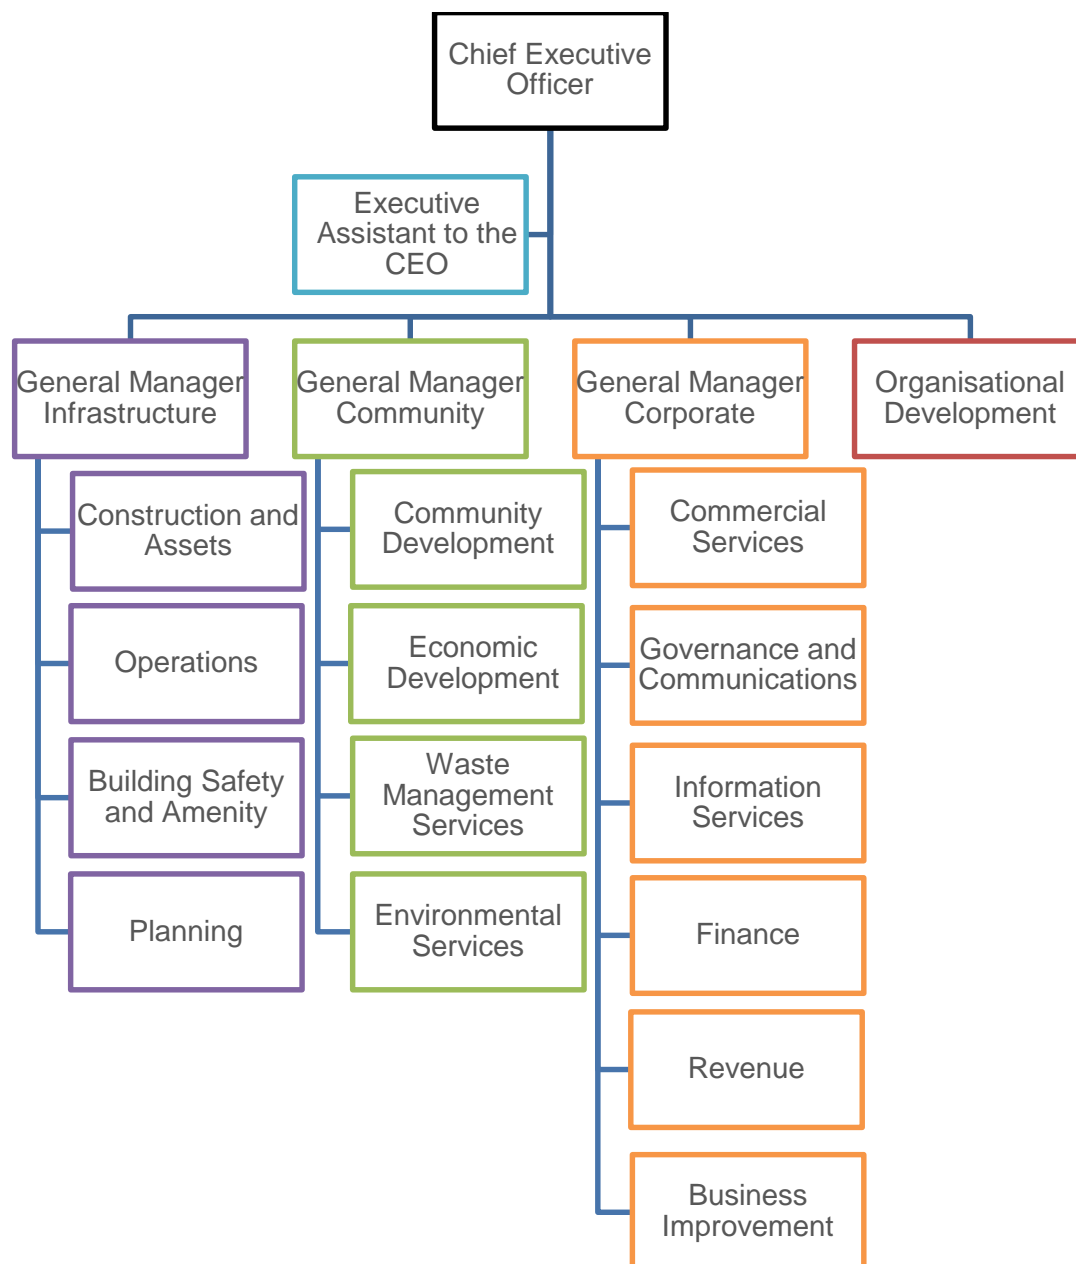 Chief Executive
Officer
Executive
Assistant to the
CEO
General Manager
Infrastructure
General Manager
Community
General Manager
Corporate
Organisational
Development
Construction and
Assets
Operations
Building Safety
and Amenity
Planning
Community
Development
Economic
Development
Waste
Management
Services
Environmental
Services
Commercial
Services
Governance and
Communications
Information
Services
Finance
Revenue
Business
Improvement